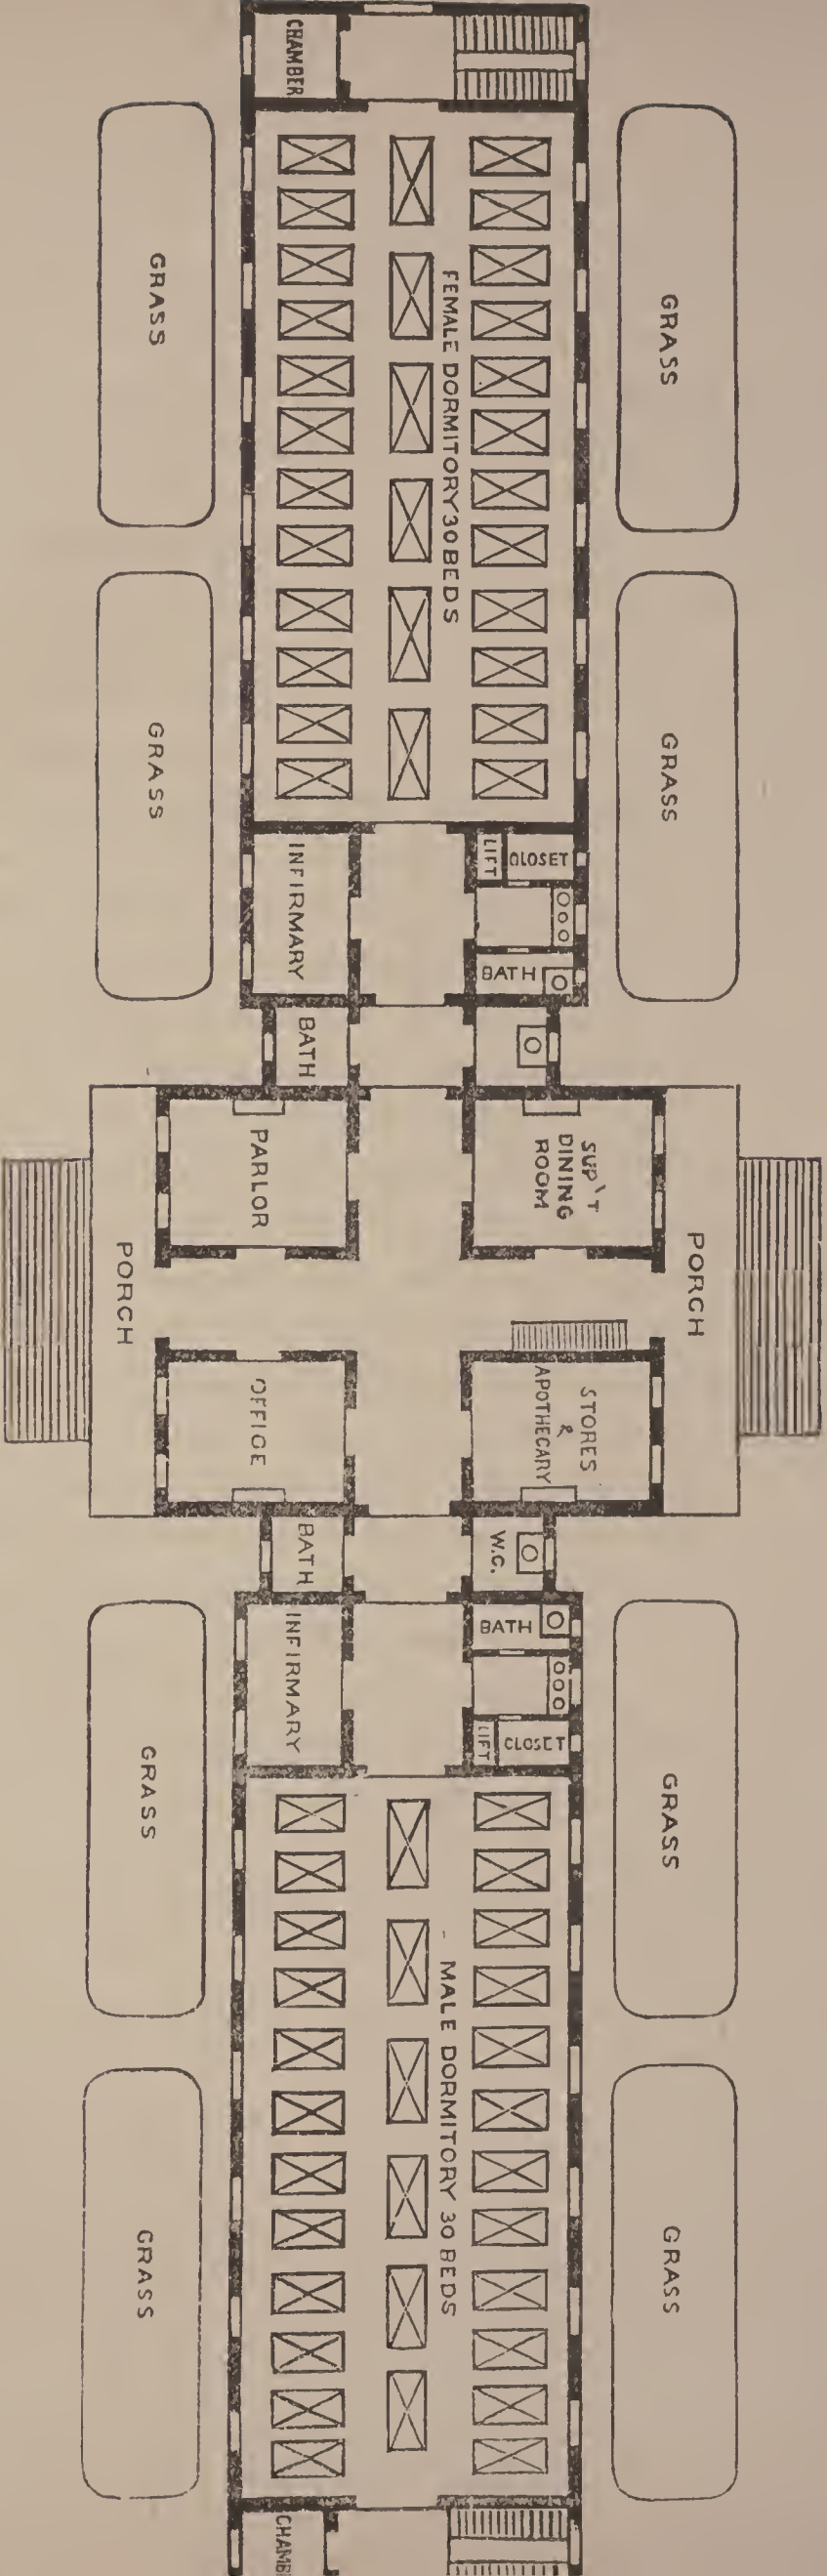 CHAMBER
GRASS
GRASS
FEMALE DORMITORY 30 BEDS
GRASS
GRASS
INFIRMARY
LIFT
CLOSET
BATH
BATH
PARLOR
SUP'T
DINING
ROOM
PORCH
PORCH
OFFICE
STORES
&
APOTHECARY
BATH
W.C.
INFIRMARY
BATH
LIFT
CLOSET
GRASS
GRASS
MALE DORMITORY 30 BEDS
GRASS
GRASS
CHAMB